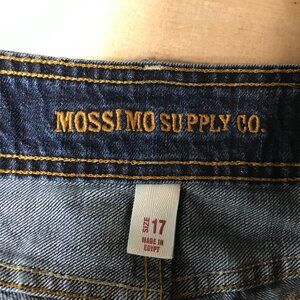 MOSSIMO SUPPLY CO.
SIZE 17
MADE IN
EGYPT